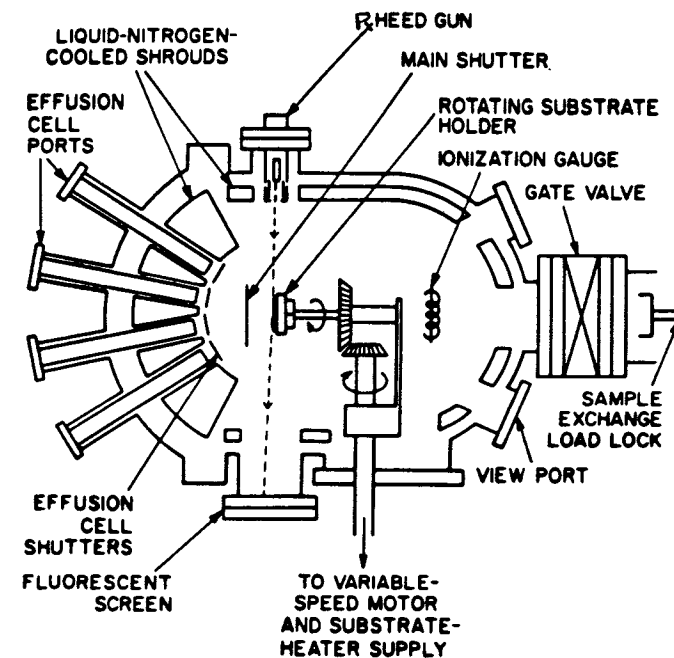 RHEED GUN
LIQUID-NITROGEN-
COOLED SHROUDS
MAIN SHUTTER
EFFUSION
CELL
PORTS
ROTATING SUBSTRATE
HOLDER
IONIZATION GAUGE
GATE VALVE
SAMPLE
EXCHANGE
LOAD LOCK
VIEW PORT
EFFUSION
CELL
SHUTTERS
FLUORESCENT
SCREEN
TO VARIABLE-
SPEED MOTOR
AND SUBSTRATE-
HEATER SUPPLY